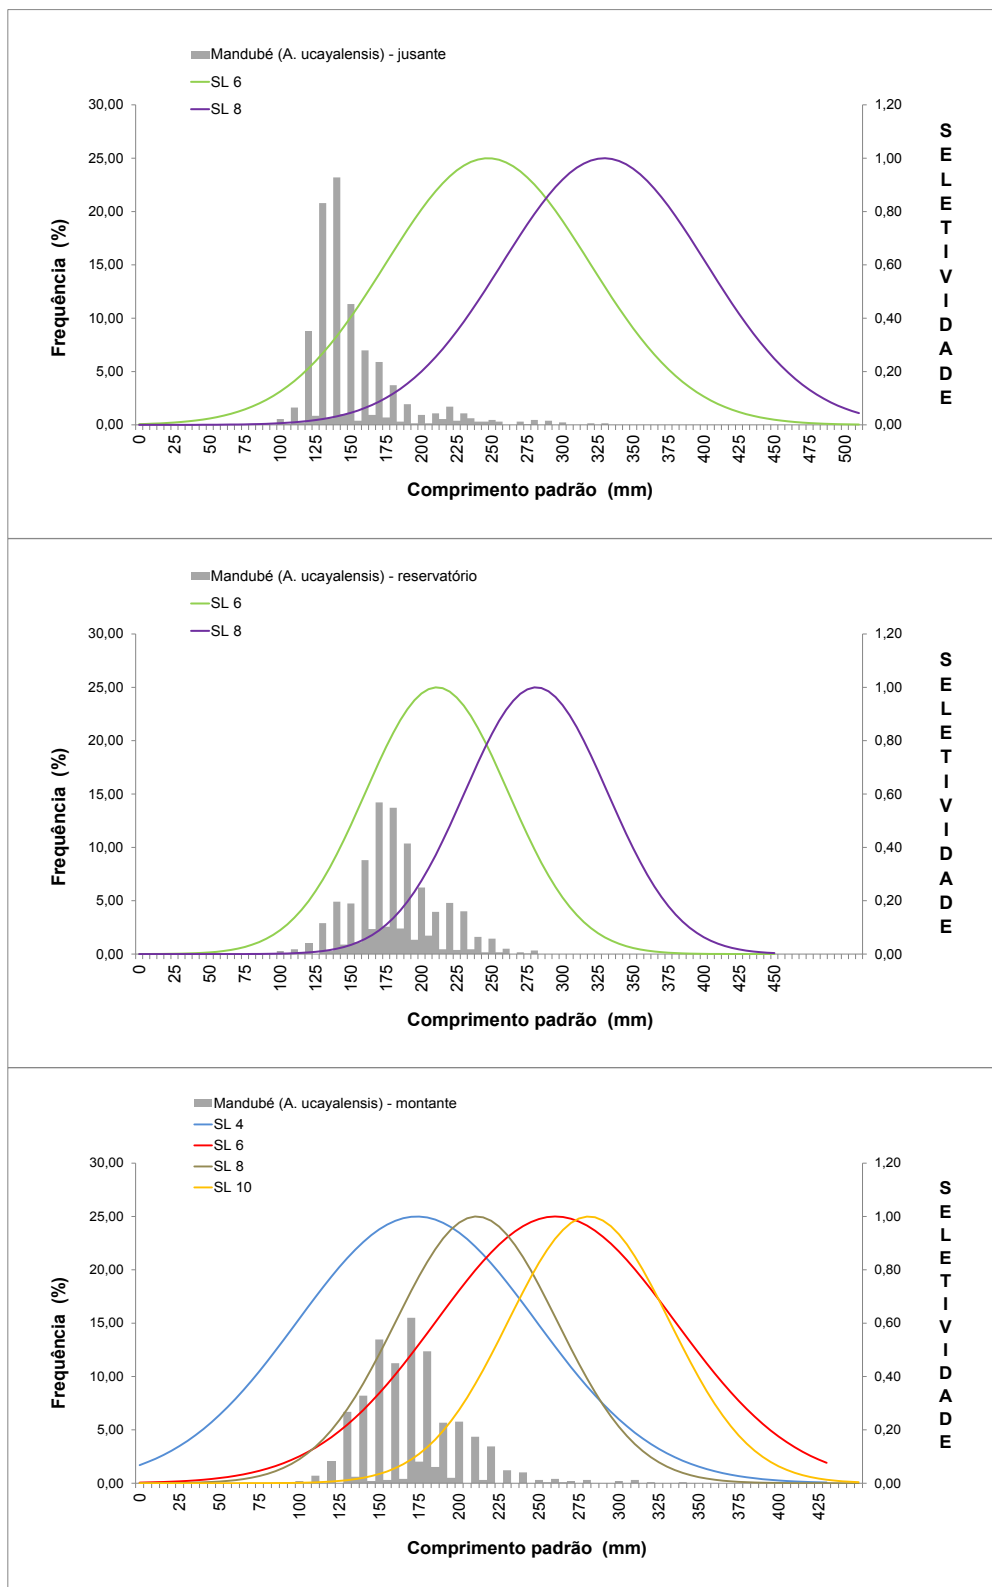 Mandubé (A. ucayalensis) - jusante
SL 6
SL 8
30,00
25,00
20,00
15,00
10,00
5,00
0,00
Frequência (%)
1,20
1,00
0,80
0,60
0,40
0,20
0,00
SELETIVIDADE
0 25 50 75 100 125 150 175 200 225 250 275 300 325 350 375 400 425 450 475 500
Comprimento padrão (mm)
Mandubé (A. ucayalensis) - reservatório
SL 6
SL 8
30,00
25,00
20,00
15,00
10,00
5,00
0,00
Frequência (%)
1,20
1,00
0,80
0,60
0,40
0,20
0,00
SELETIVIDADE
0 25 50 75 100 125 150 175 200 225 250 275 300 325 350 375 400 425 450
Comprimento padrão (mm)
Mandubé (A. ucayalensis) - montante
SL 4
SL 6
SL 8
SL 10
30,00
25,00
20,00
15,00
10,00
5,00
0,00
Frequência (%)
1,20
1,00
0,80
0,60
0,40
0,20
0,00
SELETIVIDADE
0 25 50 75 100 125 150 175 200 225 250 275 300 325 350 375 400 425
Comprimento padrão (mm)